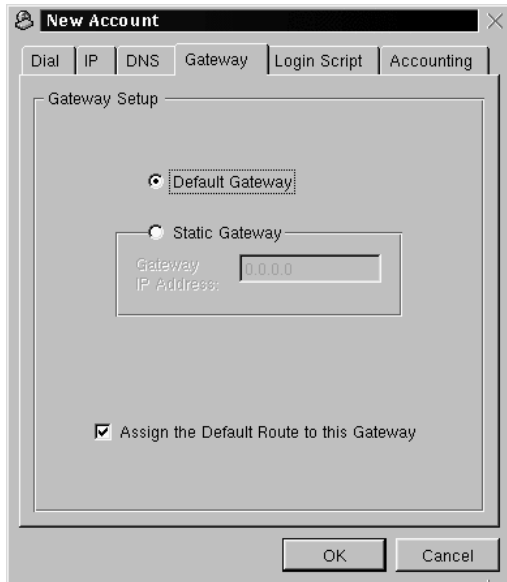 New Account
Dial IP DNS Gateway Login Script Accounting
Gateway Setup
Default Gateway
Static Gateway
Gateway
IP Address:
0.0.0.0
Assign the Default Route to this Gateway
OK Cancel